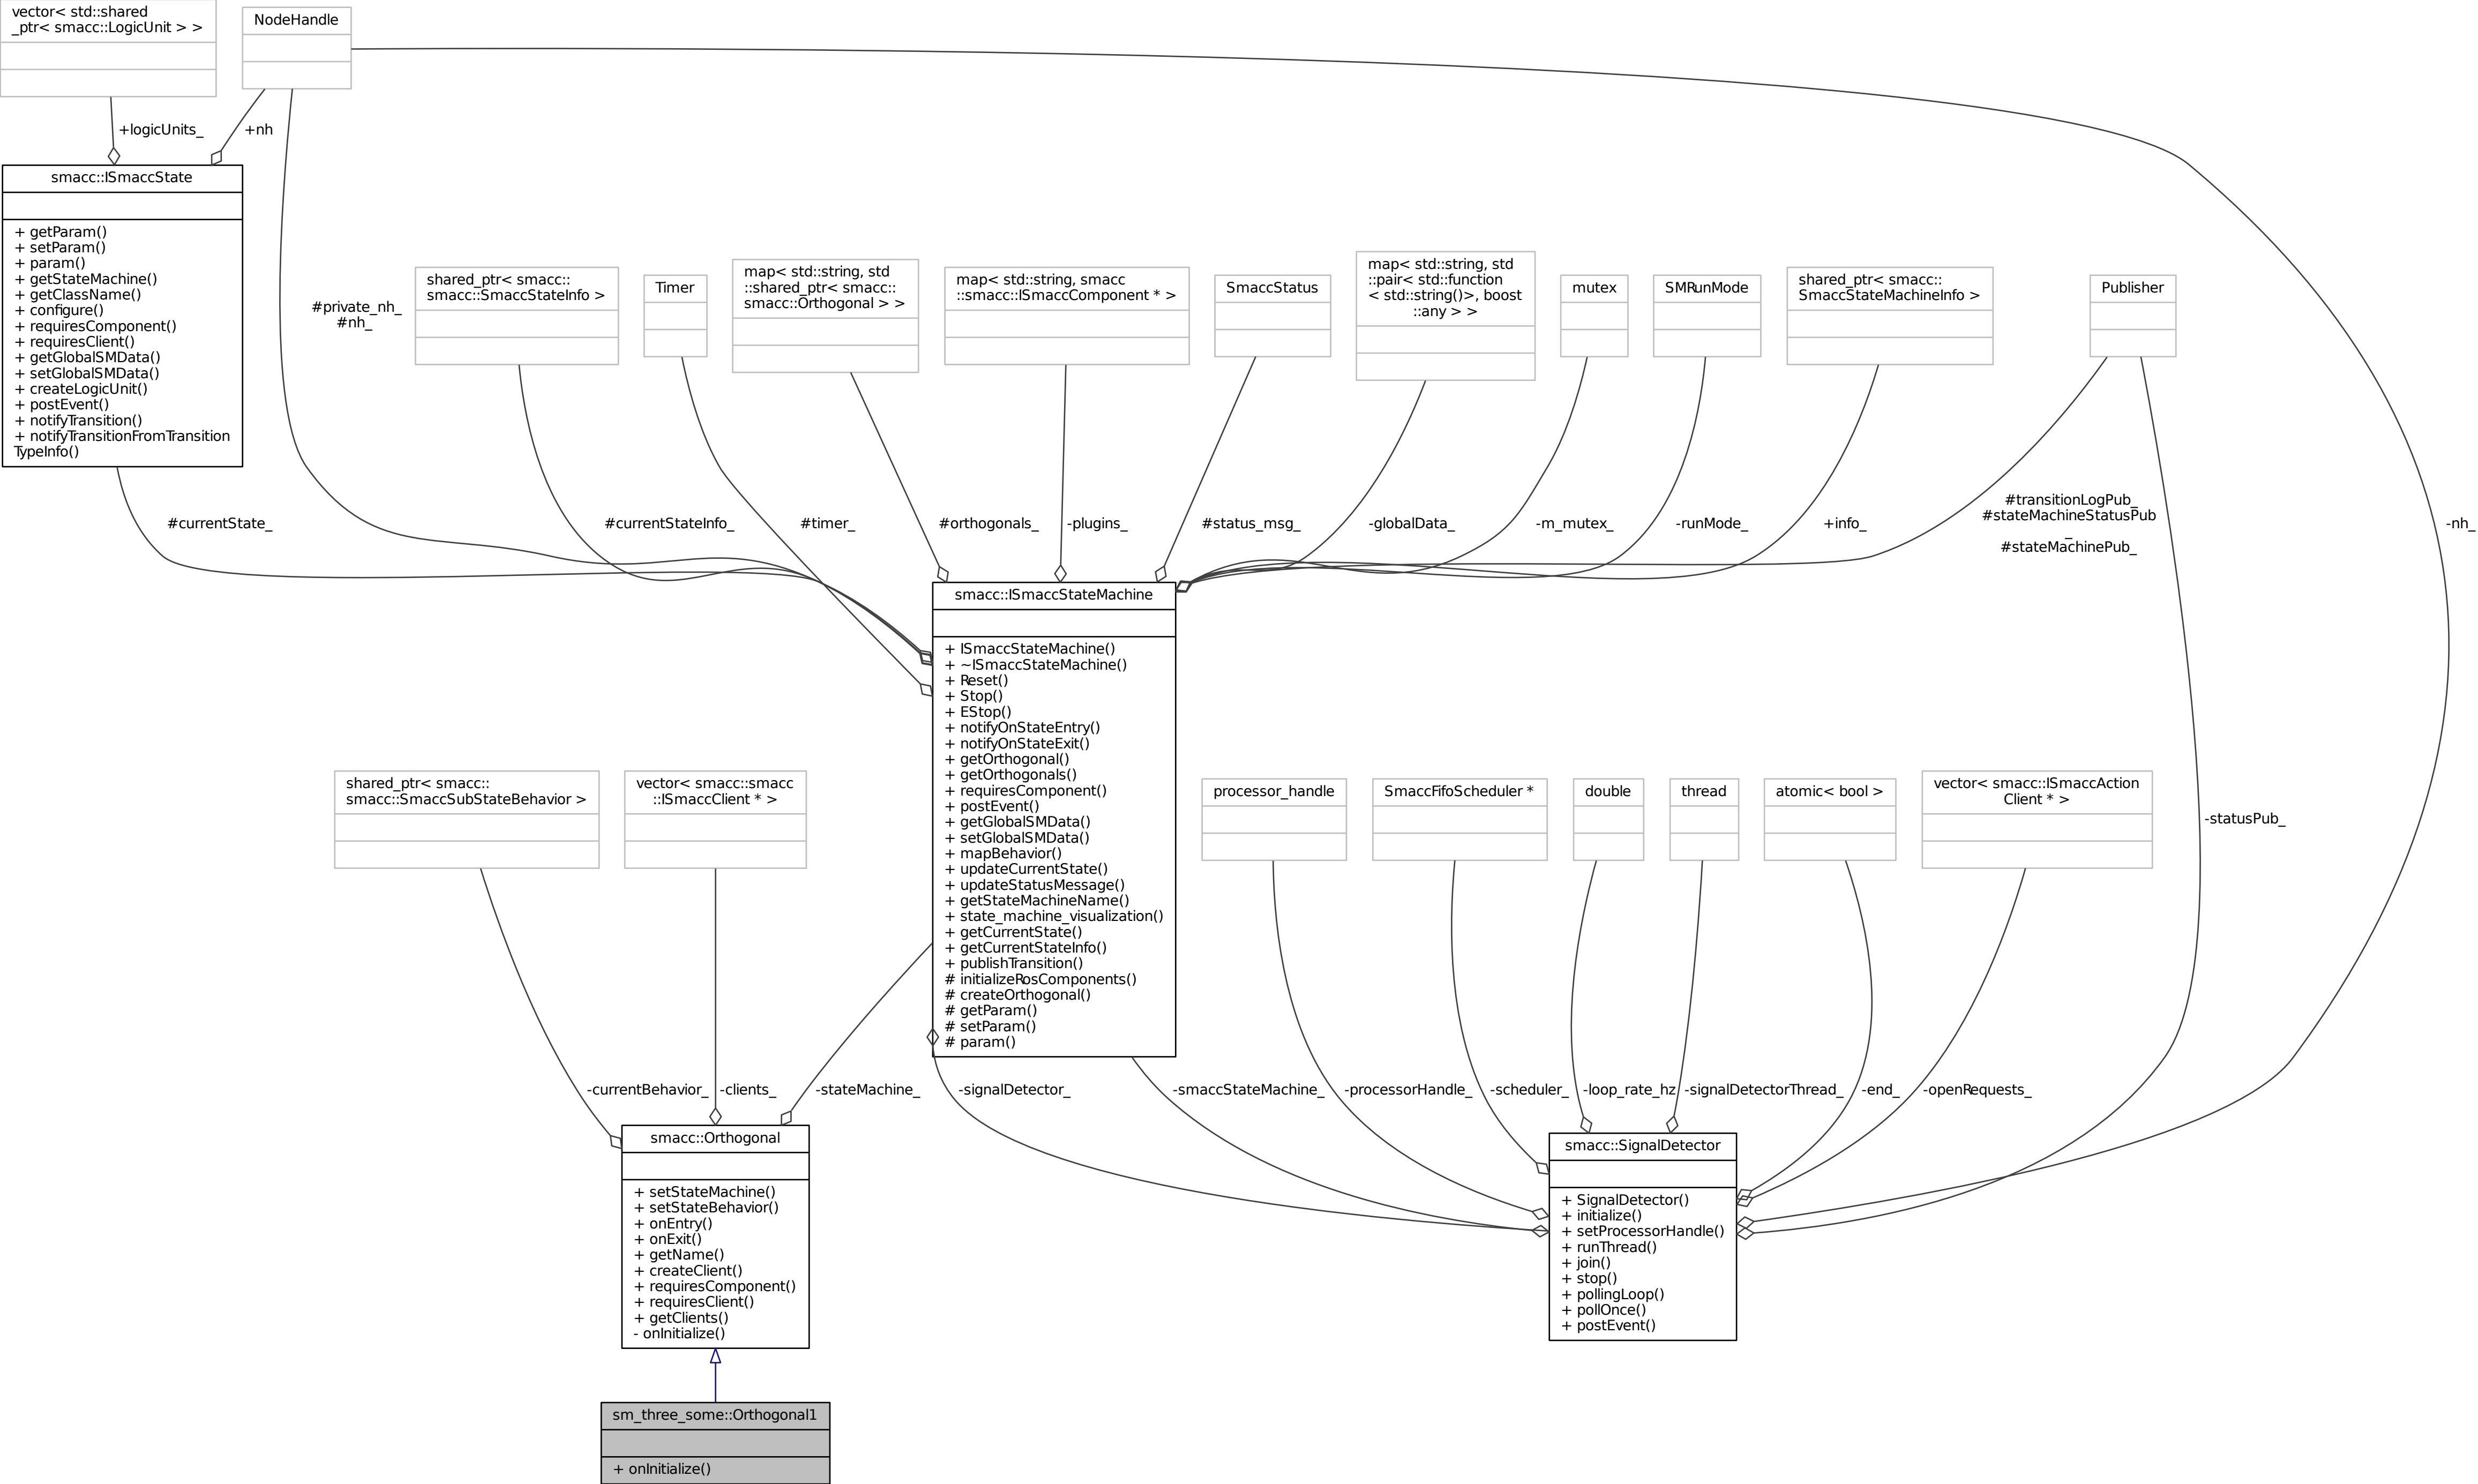 vector< std::shared
_ptr< smacc::LogicUnit > >
NodeHandle
+logicUnits_
+nh
smacc::ISmaccState
+ getParam()
+ setParam()
+ param()
+ getStateMachine()
+ getClassName()
+ configure()
+ requiresComponent()
+ requiresClient()
+ getGlobalSMData()
+ setGlobalSMData()
+ createLogicUnit()
+ postEvent()
+ notifyTransition()
+ notifyTransitionFromTransition
TypeInfo()
#private_nh_
#nh_
shared_ptr< smacc::
smacc::SmaccStateInfo >
Timer
map< std::string, std
::shared_ptr< smacc::
smacc::Orthogonal > >
map< std::string, smacc
::smacc::ISmaccComponent * >
SmaccStatus
map< std::string, std
::pair< std::function
< std::string()>, boost
::any > >
mutex
SMRunMode
shared_ptr< smacc::
SmaccStateMachineInfo >
Publisher
#currentState_
#currentStateInfo_
#timer_
#orthogonals_
-plugins_
#status_msg_
-globalData_
-m_mutex_
-runMode_
+info_
#transitionLogPub_
#stateMachineStatusPub
_
#stateMachinePub_
-nh_
smacc::ISmaccStateMachine
+ ISmaccStateMachine()
+ ~ISmaccStateMachine()
+ Reset()
+ Stop()
+ EStop()
+ notifyOnStateEntry()
+ notifyOnStateExit()
+ getOrthogonal()
+ getOrthogonals()
+ requiresComponent()
+ postEvent()
+ getGlobalSMData()
+ setGlobalSMData()
+ mapBehavior()
+ updateCurrentState()
+ updateStatusMessage()
+ getStateMachineName()
+ state_machine_visualization()
+ getCurrentState()
+ getCurrentStateInfo()
+ publishTransition()
# initializeRosComponents()
# createOrthogonal()
# getParam()
# setParam()
# param()
shared_ptr< smacc::
smacc::SmaccSubStateBehavior >
vector< smacc::smacc
::ISmaccClient * >
processor_handle
SmaccFifoScheduler *
double
thread
atomic< bool >
vector< smacc::ISmaccAction
Client * >
-statusPub_
-currentBehavior_
-clients_
-stateMachine_
-signalDetector_
-smaccStateMachine_
-processorHandle_
-scheduler_
-loop_rate_hz
-signalDetectorThread_
-end_
-openRequests_
smacc::Orthogonal
+ setStateMachine()
+ setStateBehavior()
+ onEntry()
+ onExit()
+ getName()
+ createClient()
+ requiresComponent()
+ requiresClient()
+ getClients()
- onInitialize()
smacc::SignalDetector
+ SignalDetector()
+ initialize()
+ setProcessorHandle()
+ runThread()
+ join()
+ stop()
+ pollingLoop()
+ pollOnce()
+ postEvent()
sm_three_some::Orthogonal1
+ onInitialize()